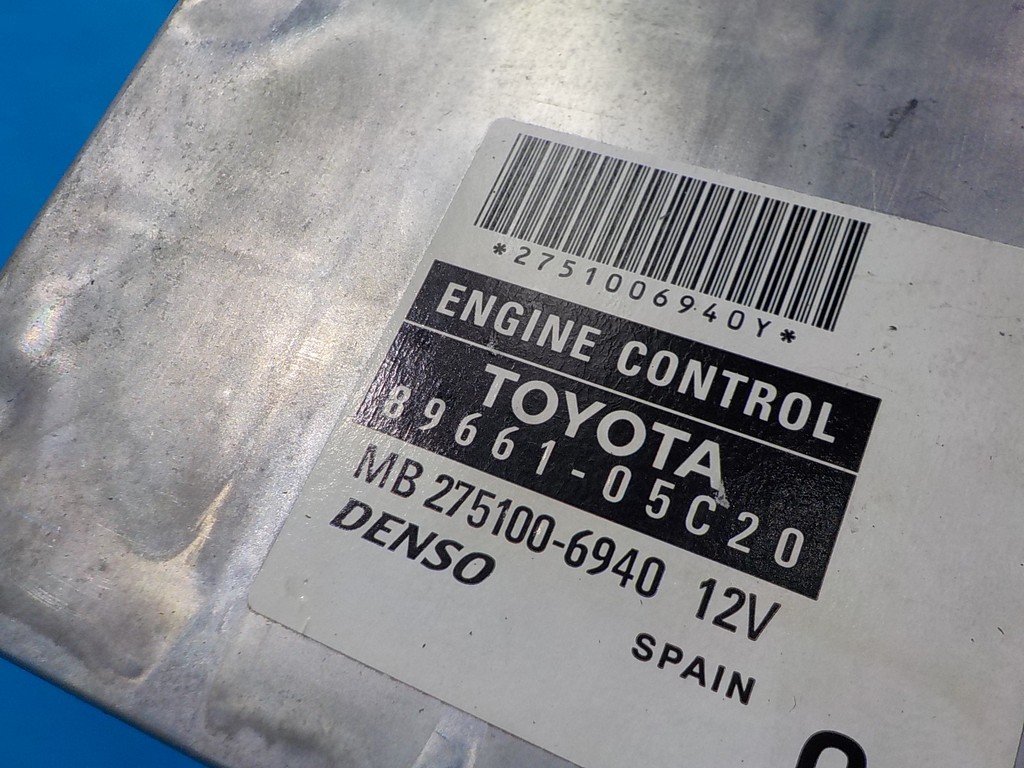 *2751006940Y*
ENGINE CONTROL
TOYOTA
89661-05C20
MB 275100-6940 12V
DENSO
SPAIN